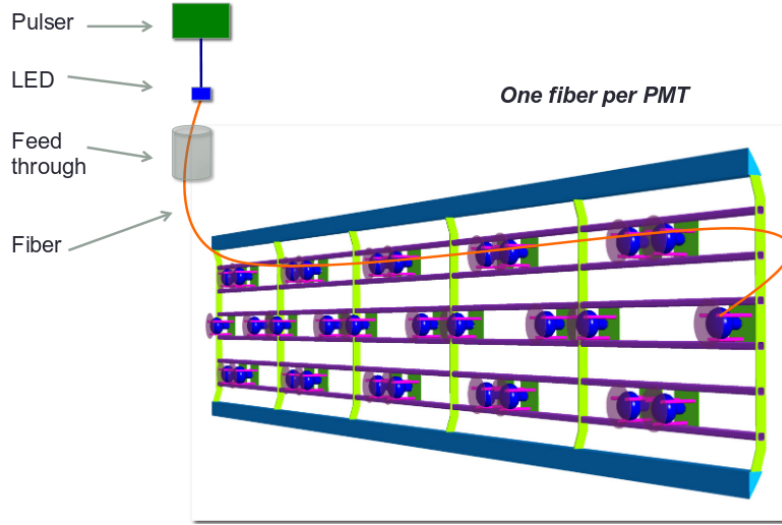 Pulser
LED
One fiber per PMT
Feed
through
Fiber